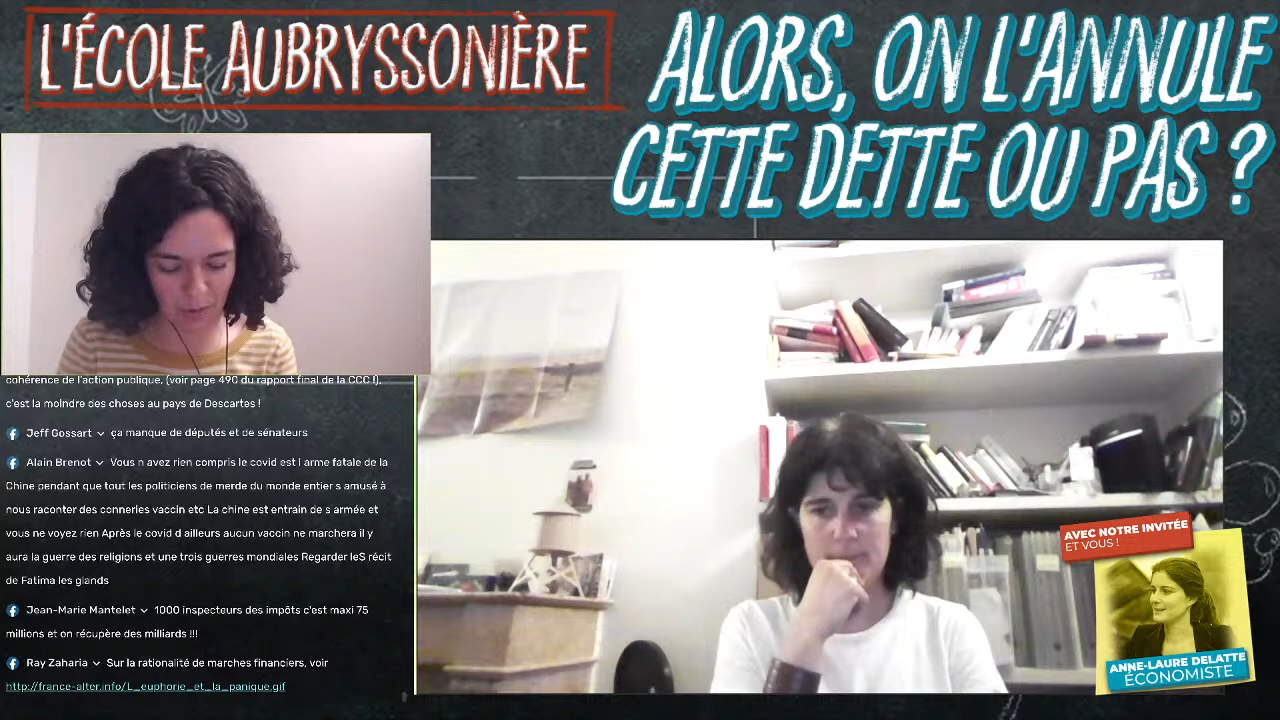 L'ÉCOLE AUBRYSSONIÈRE
ALORS, ON L'ANNULE
CETTE DETTE OU PAS ?
cohérence de l'action publique, (voir page 490 du rapport final de la CCC !),
c'est la moindre des choses au pays de Descartes !
Jeff Gossart ça manque de députés et de sénateurs
Alain Brenot Vous n avez rien compris le covid est l arme fatale de la
Chine pendant que tout les politiciens de merde du monde entier s amusé à
nous raconter des conneries vaccin etc La chine est entrain de s armée et
vous ne voyez rien Après le covid d ailleurs aucun vaccin ne marchera il y
aura la guerre des religions et une trois guerres mondiales Regarder leS récit
de Fatima les glands
Jean-Marie Mantelet 1000 inspecteurs des impôts c'est maxi 75
millions et on récupère des milliards !!!
Ray Zaharia Sur la rationalité de marches financiers, voir
http://france-alter.info/L_euphorie_et_la_panique.gif
AVEC NOTRE INVITÉE
ET VOUS !
ANNE-LAURE DELATTE
ÉCONOMISTE